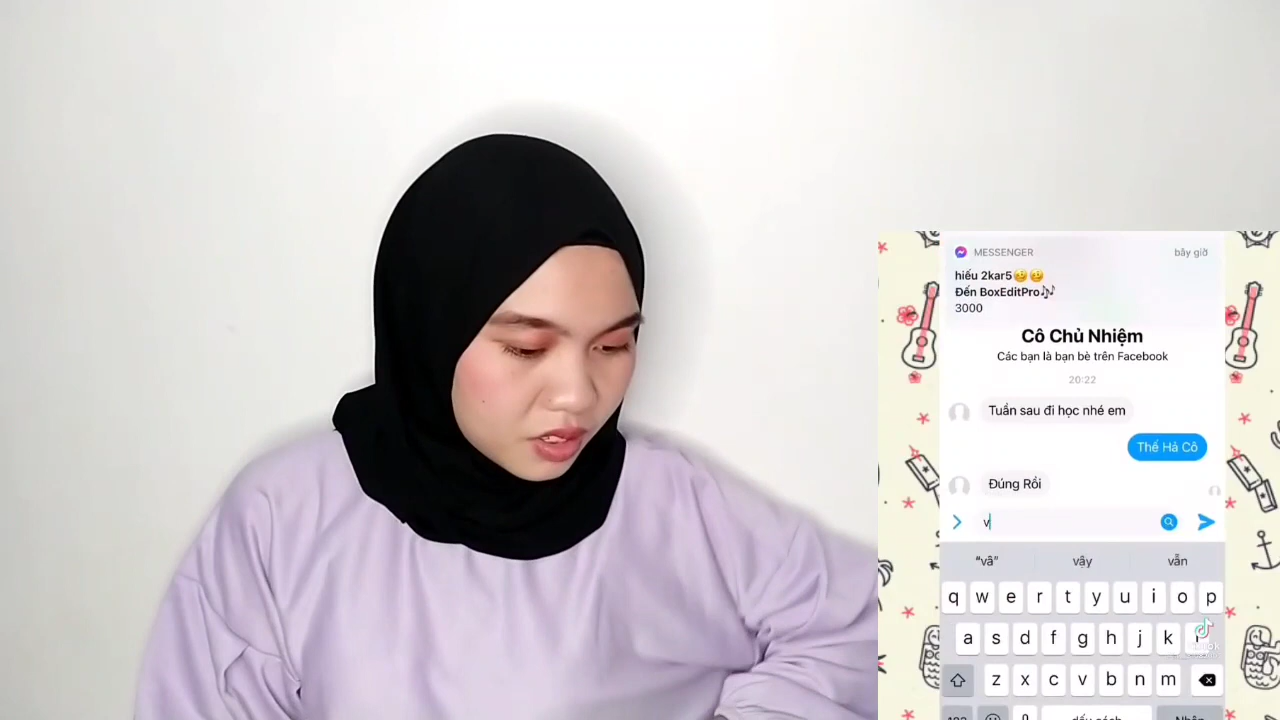 MESSENGER
bây giờ
hiếu 2kar5🥴🥴
Đến BoxEditPro🎶
3000
Cô Chủ Nhiệm
Các bạn là bạn bè trên Facebook
20:22
Tuần sau đi học nhé em
Thế Hả Cô
Đúng Rồi
v
“vâ” vậy vẫn
q w e r t y u i o p
a s d f g h j k l
z x c v b n m